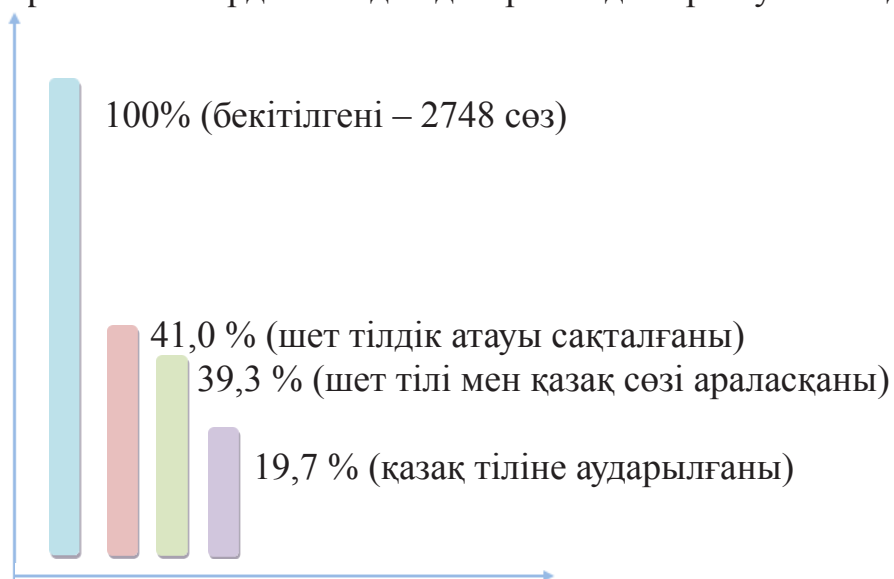 100% (бекітілгені – 2748 сөз)
41,0 % (шет тілдік атауы сақталғаны)
39,3 % (шет тілі мен қазақ сөзі араласқаны)
19,7 % (қазақ тіліне аударылғаны)